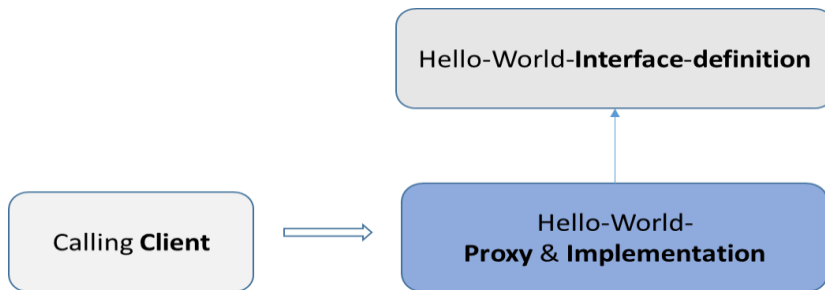 Hello-World-Interface-definition
Calling Client
Hello-World-
Proxy & Implementation